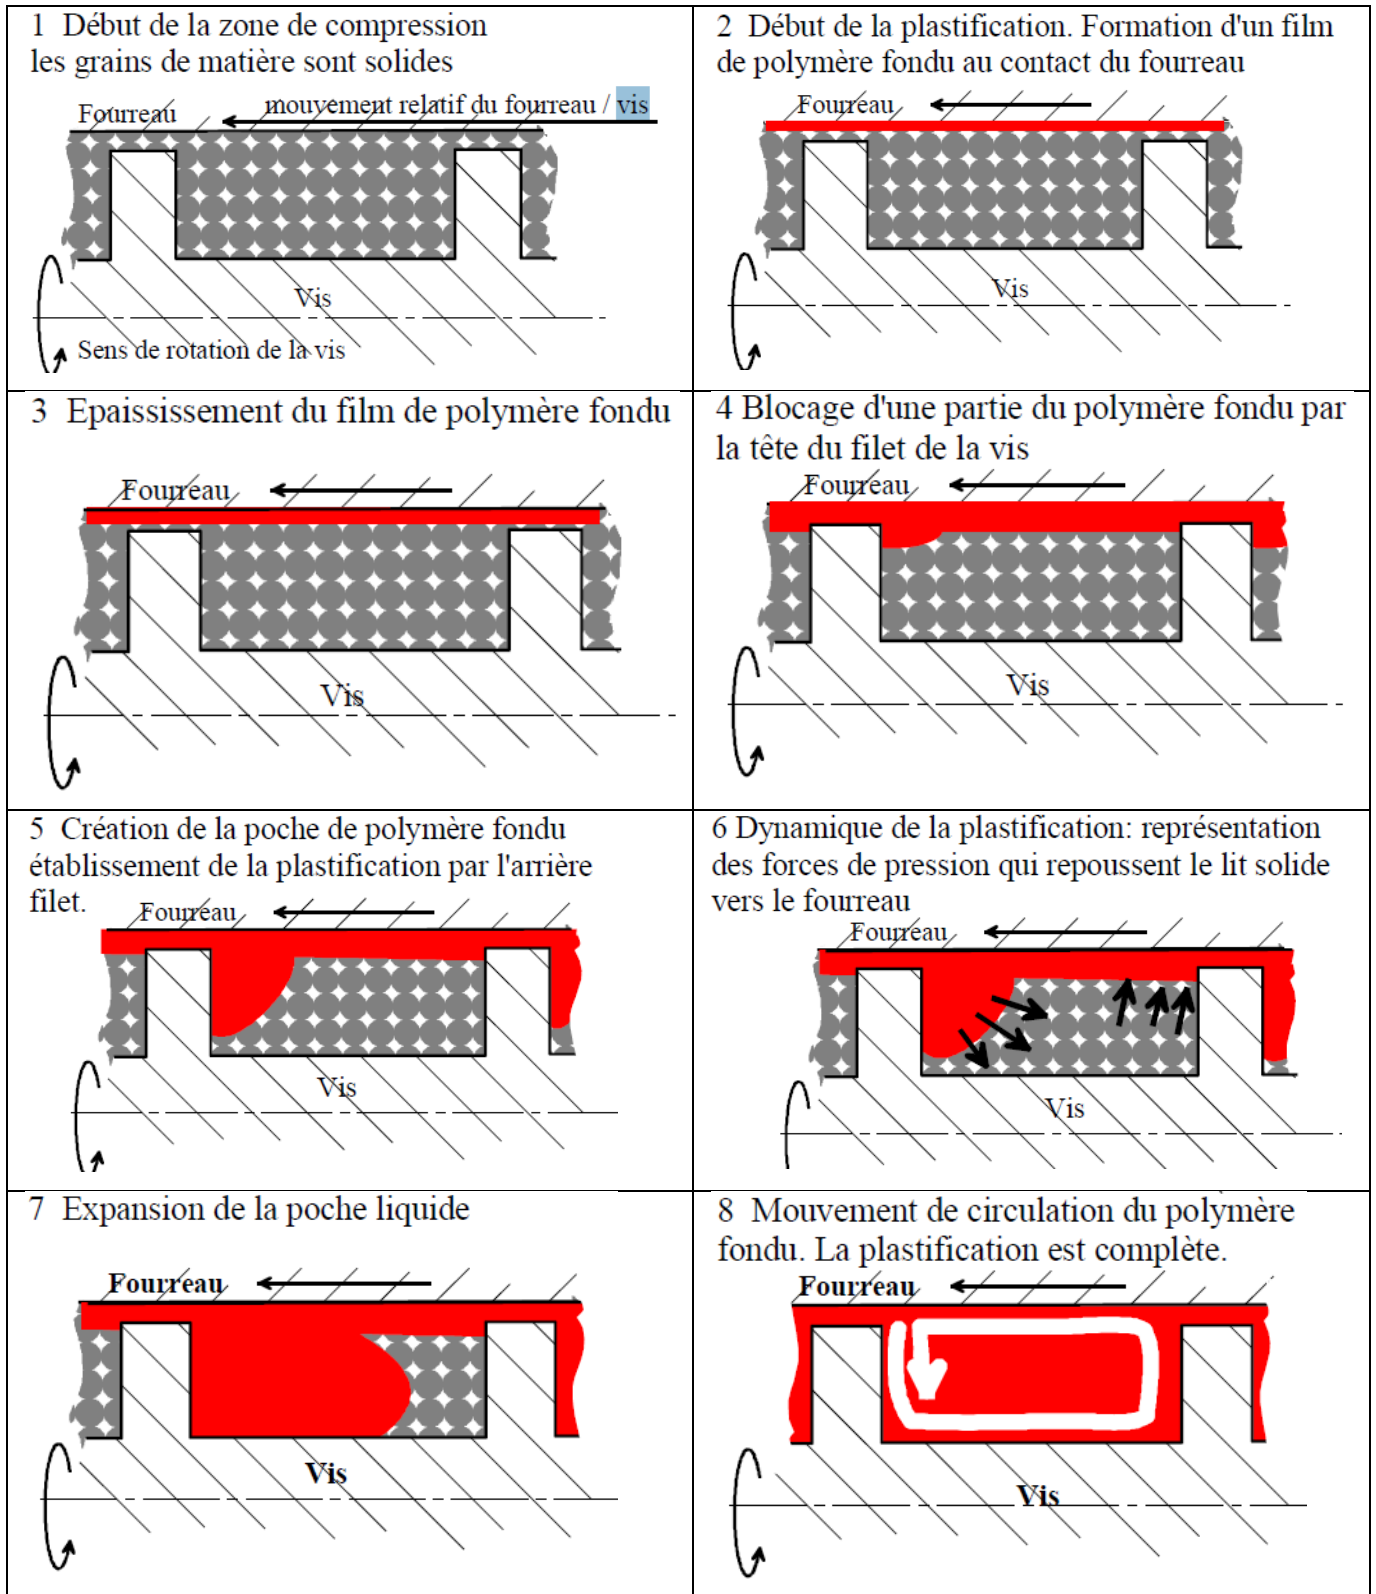 1 Début de la zone de compression
les grains de matière sont solides
Fourreau
mouvement relatif du fourreau / vis
Vis
Sens de rotation de la vis
2 Début de la plastification. Formation d'un film
de polymère fondu au contact du fourreau
Fourreau
Vis
3 Epaississement du film de polymère fondu
Fourreau
Vis
4 Blocage d'une partie du polymère fondu par
la tête du filet de la vis
Fourreau
Vis
5 Création de la poche de polymère fondu
établissement de la plastification par l'arrière
filet.
Fourreau
Vis
6 Dynamique de la plastification: représentation
des forces de pression qui repoussent le lit solide
vers le fourreau
Fourreau
Vis
7 Expansion de la poche liquide
Fourreau
Vis
8 Mouvement de circulation du polymère
fondu. La plastification est complète.
Fourreau
Vis